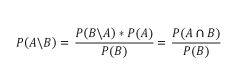 P(A\B) = P(B\A) * P(A) / P(B) = P(A ∩ B) / P(B)